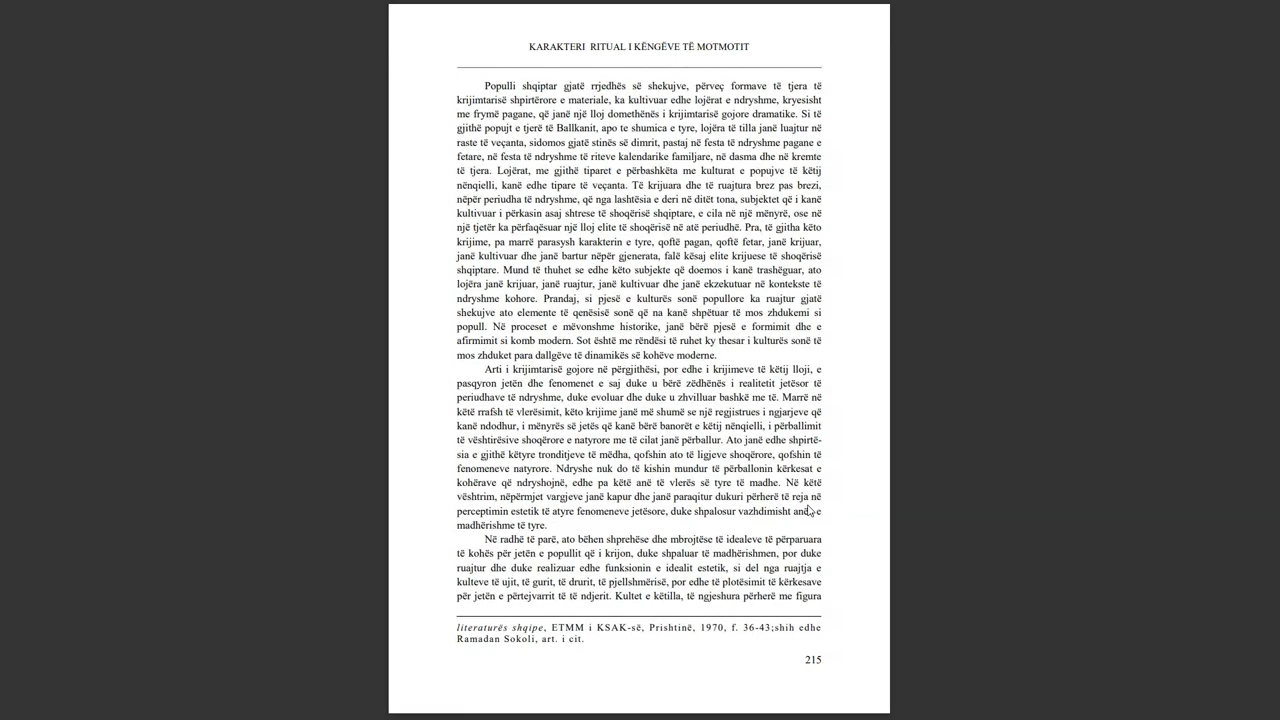 KARAKTERI RITUAL I KËNGËVE TË MOTMOTIT
Populli shqiptar gjatë rrjedhës së shekujve, përveç formave të tjera të
krijimtarisë shpirtërore e materiale, ka kultivuar edhe lojërat e ndryshme, kryesisht
me frymë pagane, që janë një lloj domethënës i krijimtarisë gojore dramatike. Si të
gjithë popujt e tjerë të Ballkanit, apo te shumica e tyre, lojëra të tilla janë luajtur në
raste të veçanta, sidomos gjatë stinës së dimrit, pastaj në festa të ndryshme pagane e
fetare, në festa të ndryshme të riteve kalendarike familjare, në dasma dhe në kremte
të tjera. Lojërat, me gjithë tiparet e përbashkëta me kulturat e popujve të këtij
nënqielli, kanë edhe tipare të veçanta. Të krijuara dhe të ruajtura brez pas brezi,
nëpër periudha të ndryshme, që nga lashtësia e deri në ditët tona, subjektet që i kanë
kultivuar i përkasin asaj shtrese të shoqërisë shqiptare, e cila në një mënyrë, ose në
një tjetër ka përfaqësuar një lloj elite të shoqërisë në atë periudhë. Pra, të gjitha këto
krijime, pa marrë parasysh karakterin e tyre, qoftë pagan, qoftë fetar, janë krijuar,
janë kultivuar dhe janë bartur nëpër gjenerata, falë kësaj elite krijuese të shoqërisë
shqiptare. Mund të thuhet se edhe këto subjekte që doemos i kanë trashëguar, ato
lojëra janë krijuar, janë ruajtur, janë kultivuar dhe janë ekzekutuar në kontekste të
ndryshme kohore. Prandaj, si pjesë e kulturës sonë popullore ka ruajtur gjatë
shekujve ato elemente të qenësisë sonë që na kanë shpëtuar të mos zhdukemi si
popull. Në proceset e mëvonshme historike, janë bërë pjesë e formimit dhe e
afirmimit si komb modern. Sot është me rëndësi të ruhet ky thesar i kulturës sonë të
mos zhduket para dallgëve të dinamikës së kohëve moderne.
Arti i krijimtarisë gojore në përgjithësi, por edhe i krijimeve të këtij lloji, e
pasqyron jetën dhe fenomenet e saj duke u bërë zëdhënës i realitetit jetësor të
periudhave të ndryshme, duke evoluar dhe duke u zhvilluar bashkë me të. Marrë në
këtë rrafsh të vlerësimit, këto krijime janë më shumë se një regjistrues i ngjarjeve që
kanë ndodhur, i mënyrës së jetës që kanë bërë banorët e këtij nënqielli, i përballimit
të vështirësive shoqërore e natyrore me të cilat janë përballur. Ato janë edhe shpirtë-
sia e gjithë këtyre tronditjeve të mëdha, qofshin ato të ligjeve shoqërore, qofshin të
fenomeneve natyrore. Ndryshe nuk do të kishin mundur të përballonin kërkesat e
kohërave që ndryshojnë, edhe pa këtë anë të vlerës së tyre të madhe. Në këtë
vështrim, nëpërmjet vargjeve janë kapur dhe janë paraqitur dukuri përherë të reja në
perceptimin estetik të atyre fenomeneve jetësore, duke shpalosur vazhdimisht anën e
madhërishme të tyre.
Në radhë të parë, ato bëhen shprehëse dhe mbrojtëse të idealeve të përparuara
të kohës për jetën e popullit që i krijon, duke shpaluar të madhërishmen, por duke
ruajtur dhe duke realizuar edhe funksionin e idealit estetik, si del nga ruajtja e
kulteve të ujit, të gurit, të drurit, të pjellshmërisë, por edhe të plotësimit të kërkesave
për jetën e përtejvarrit të të ndjerit. Kultet e këtilla, të ngjeshura përherë me figura
literaturës shqipe, ETMM i KSAK-së, Prishtinë, 1970, f. 36-43;shih edhe
Ramadan Sokoli, art. i cit.
215